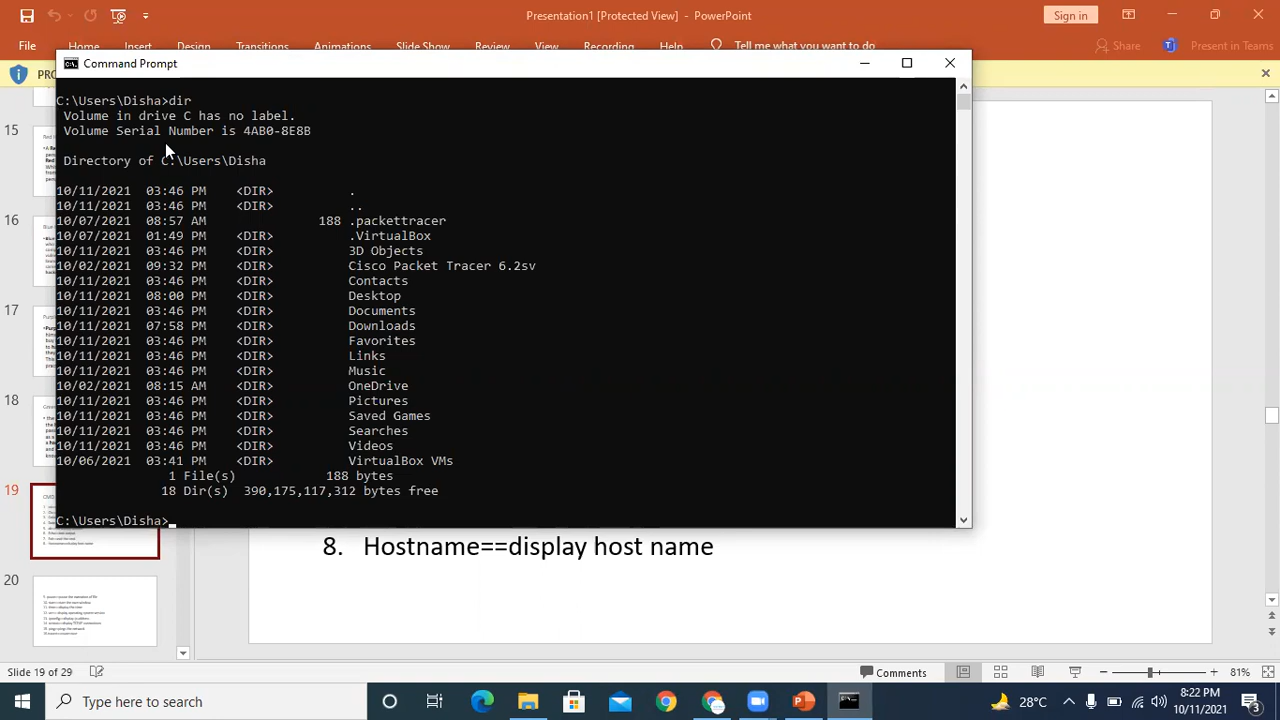 Presentation1 [Protected View] - PowerPoint
Sign in
File Home Insert Design Transitions Animations Slide Show Review View Recording Help Tell me what you want to do Share Present in Teams
Command Prompt
C:\Users\Disha>dir
Volume in drive C has no label.
Volume Serial Number is 4AB0-8E8B
Directory of C:\Users\Disha
10/11/2021 03:46 PM <DIR> .
10/11/2021 03:46 PM <DIR> ..
10/07/2021 08:57 AM 188 .packettracer
10/07/2021 01:49 PM <DIR> .VirtualBox
10/11/2021 03:46 PM <DIR> 3D Objects
10/02/2021 09:32 PM <DIR> Cisco Packet Tracer 6.2sv
10/11/2021 03:46 PM <DIR> Contacts
10/11/2021 08:00 PM <DIR> Desktop
10/11/2021 03:46 PM <DIR> Documents
10/11/2021 07:58 PM <DIR> Downloads
10/11/2021 03:46 PM <DIR> Favorites
10/11/2021 03:46 PM <DIR> Links
10/11/2021 03:46 PM <DIR> Music
10/02/2021 08:15 AM <DIR> OneDrive
10/11/2021 03:46 PM <DIR> Pictures
10/11/2021 03:46 PM <DIR> Saved Games
10/11/2021 03:46 PM <DIR> Searches
10/11/2021 03:46 PM <DIR> Videos
10/06/2021 03:41 PM <DIR> VirtualBox VMs
1 File(s) 188 bytes
18 Dir(s) 390,175,117,312 bytes free
C:\Users\Disha>
15
16
17
18
19
20
8. Hostname==display host name
Slide 19 of 29
Comments
81%
Type here to search
28°C
8:22 PM
10/11/2021
3